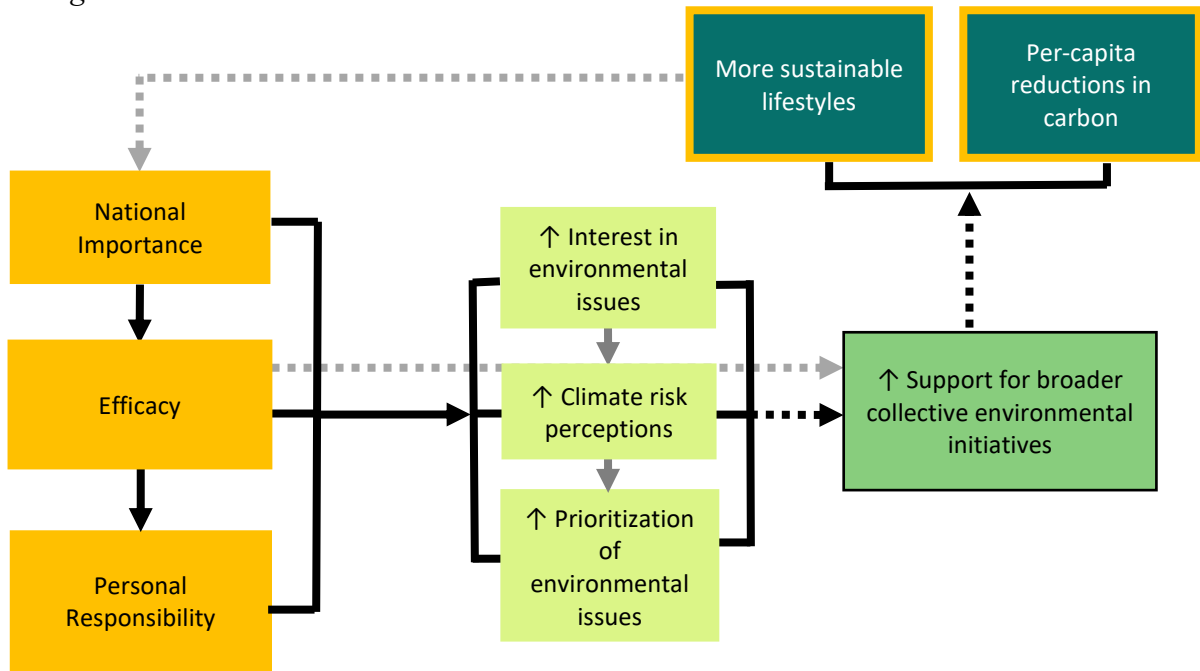 More sustainable
lifestyles
Per-capita
reductions in
carbon
National
Importance
↑ Interest in
environmental
issues
Efficacy
↑ Climate risk
perceptions
↑ Support for broader
collective environmental
initiatives
↑ Prioritization
of
environmental
issues
Personal
Responsibility